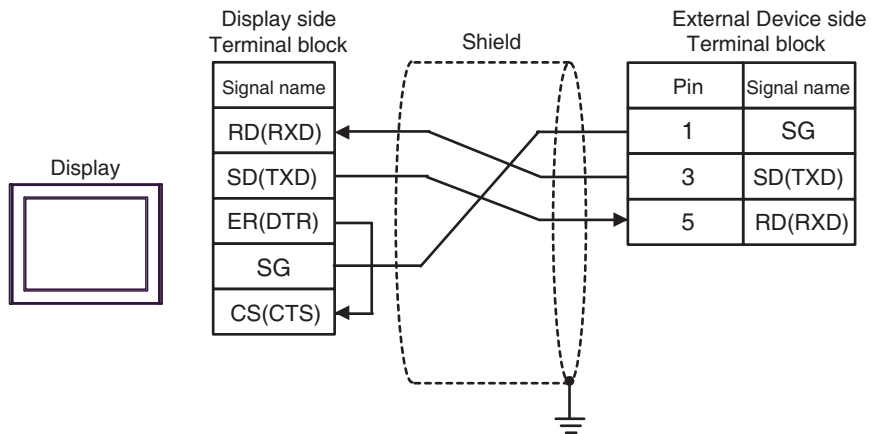 Display side
Terminal block
Shield
External Device side
Terminal block
Signal name
Pin
Signal name
RD(RXD)
1
SG
Display
SD(TXD)
3
SD(TXD)
ER(DTR)
5
RD(RXD)
SG
CS(CTS)